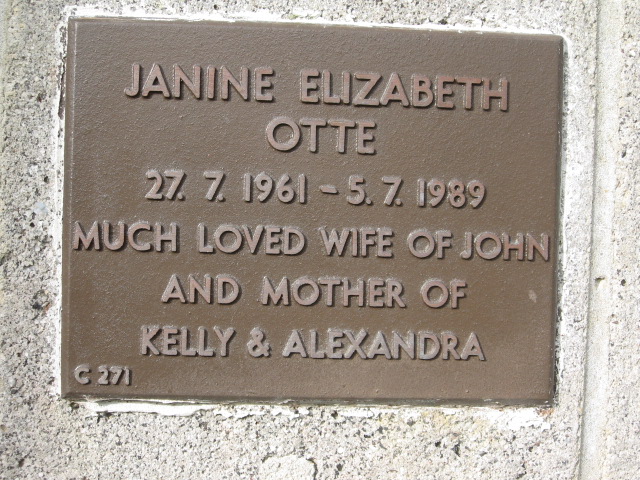 JANINE ELIZABETH
OTTE
27. 7. 1961 - 5. 7. 1989
MUCH LOVED WIFE OF JOHN
AND MOTHER OF
KELLY & ALEXANDRA
C 271